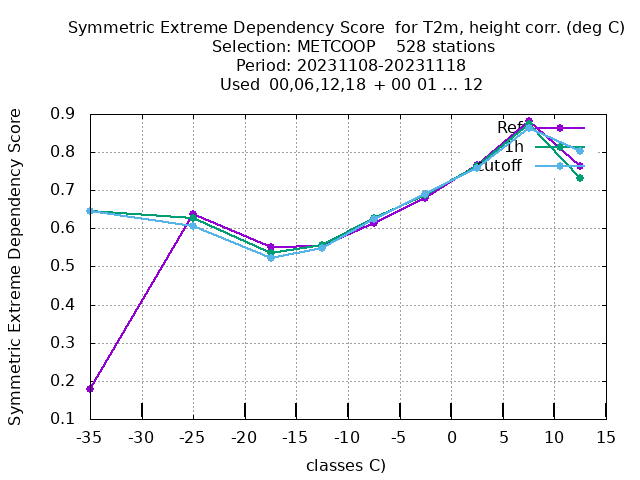 Symmetric Extreme Dependency Score  for T2m, height corr. (deg C)
Selection: METCOOP    528 stations
Period: 20231108-20231118
Used  00,06,12,18  + 00 01 ... 12
Symmetric Extreme Dependency Score
0.9
0.8
0.7
0.6
0.5
0.4
0.3
0.2
0.1
Ref
1h
cutoff
-35 -30 -25 -20 -15 -10 -5 0 5 10 15
classes C)